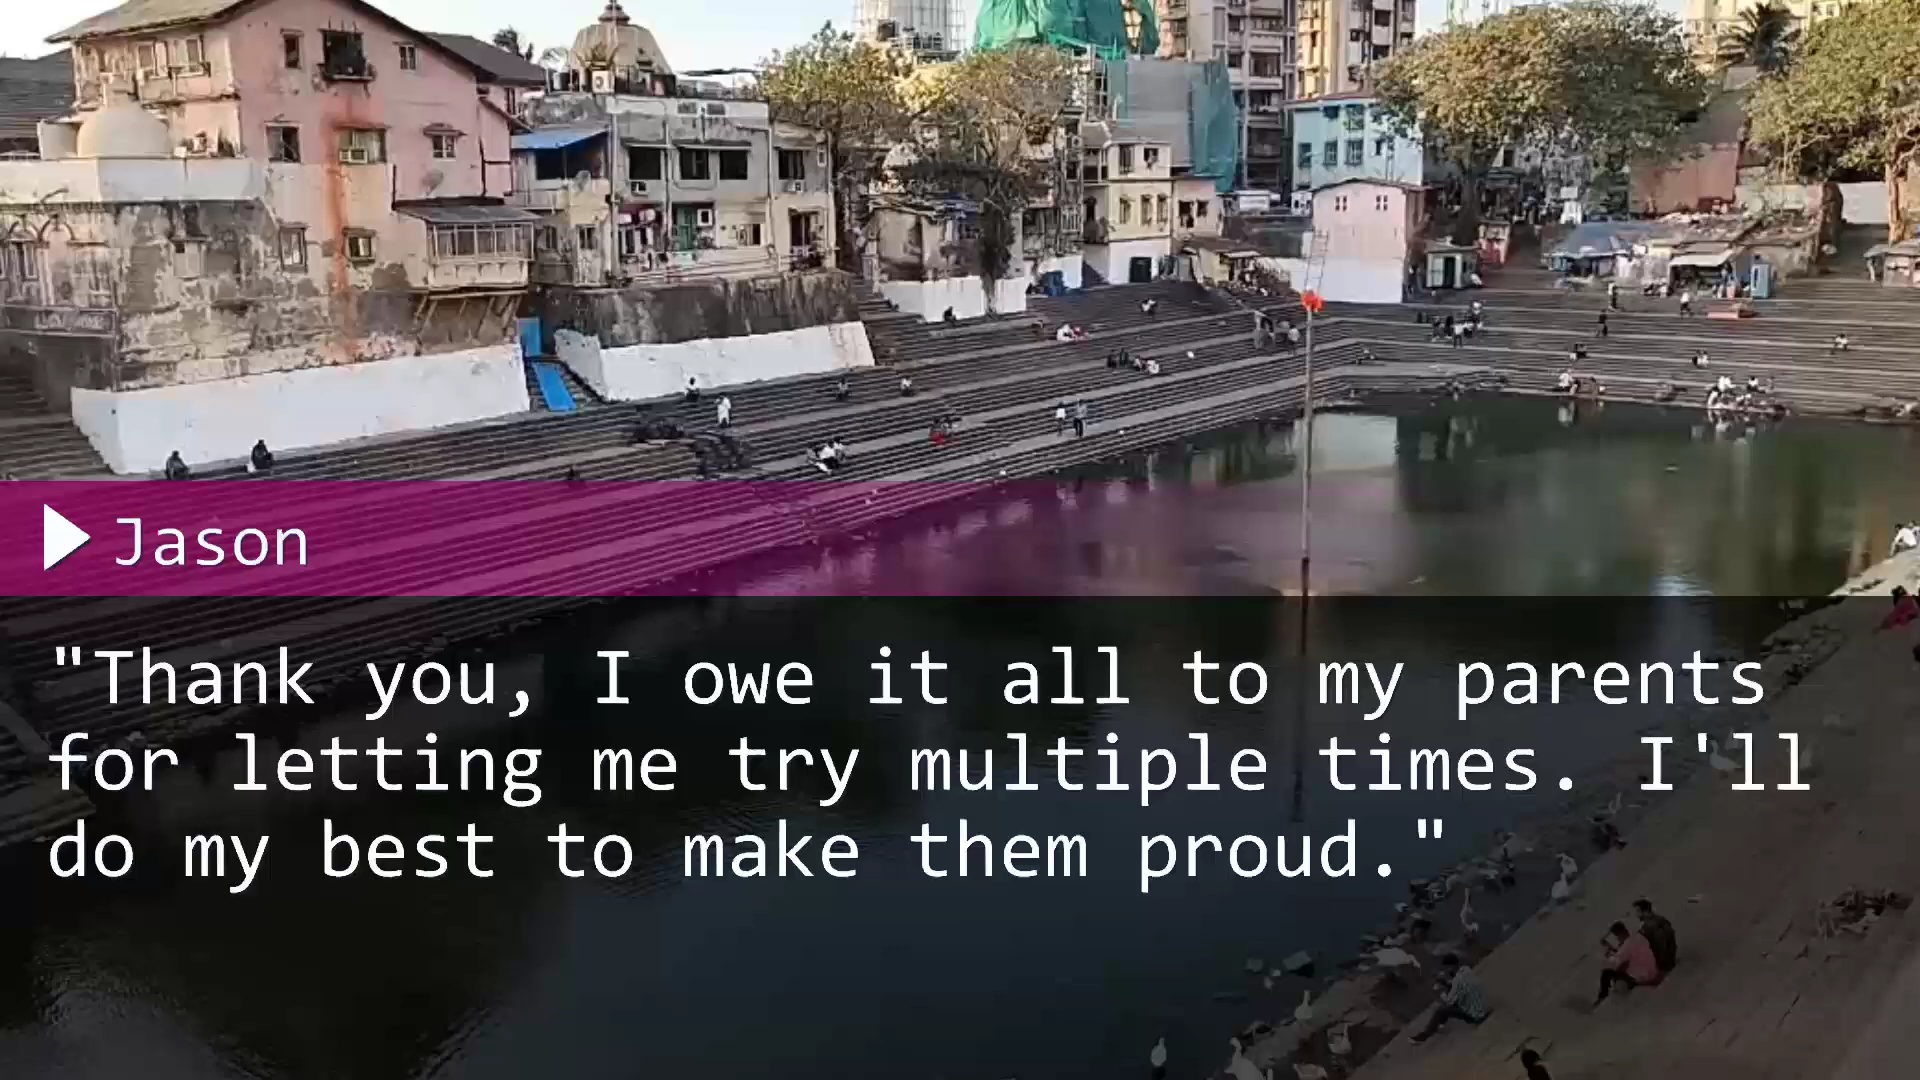 Jason
"Thank you, I owe it all to my parents
for letting me try multiple times. I'll
do my best to make them proud."